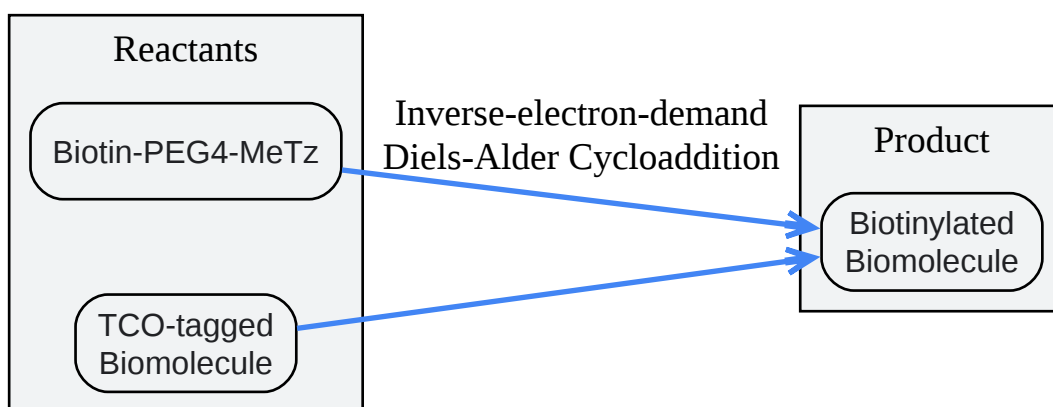 Reactants
Biotin-PEG4-MeTz
TCO-tagged
Biomolecule
Inverse-electron-demand
Diels-Alder Cycloaddition
Product
Biotinylated
Biomolecule